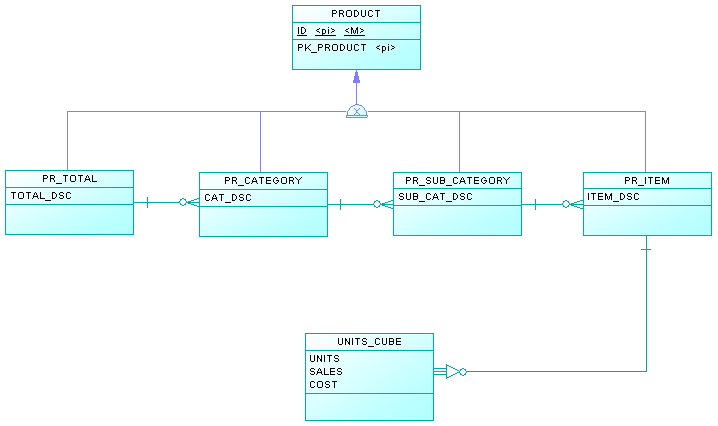 PRODUCT
ID <pi> <M>
PK_PRODUCT <pi>
X
PR_TOTAL
TOTAL_DSC
PR_CATEGORY
CAT_DSC
PR_SUB_CATEGORY
SUB_CAT_DSC
PR_ITEM
ITEM_DSC
UNITS_CUBE
UNITS
SALES
COST